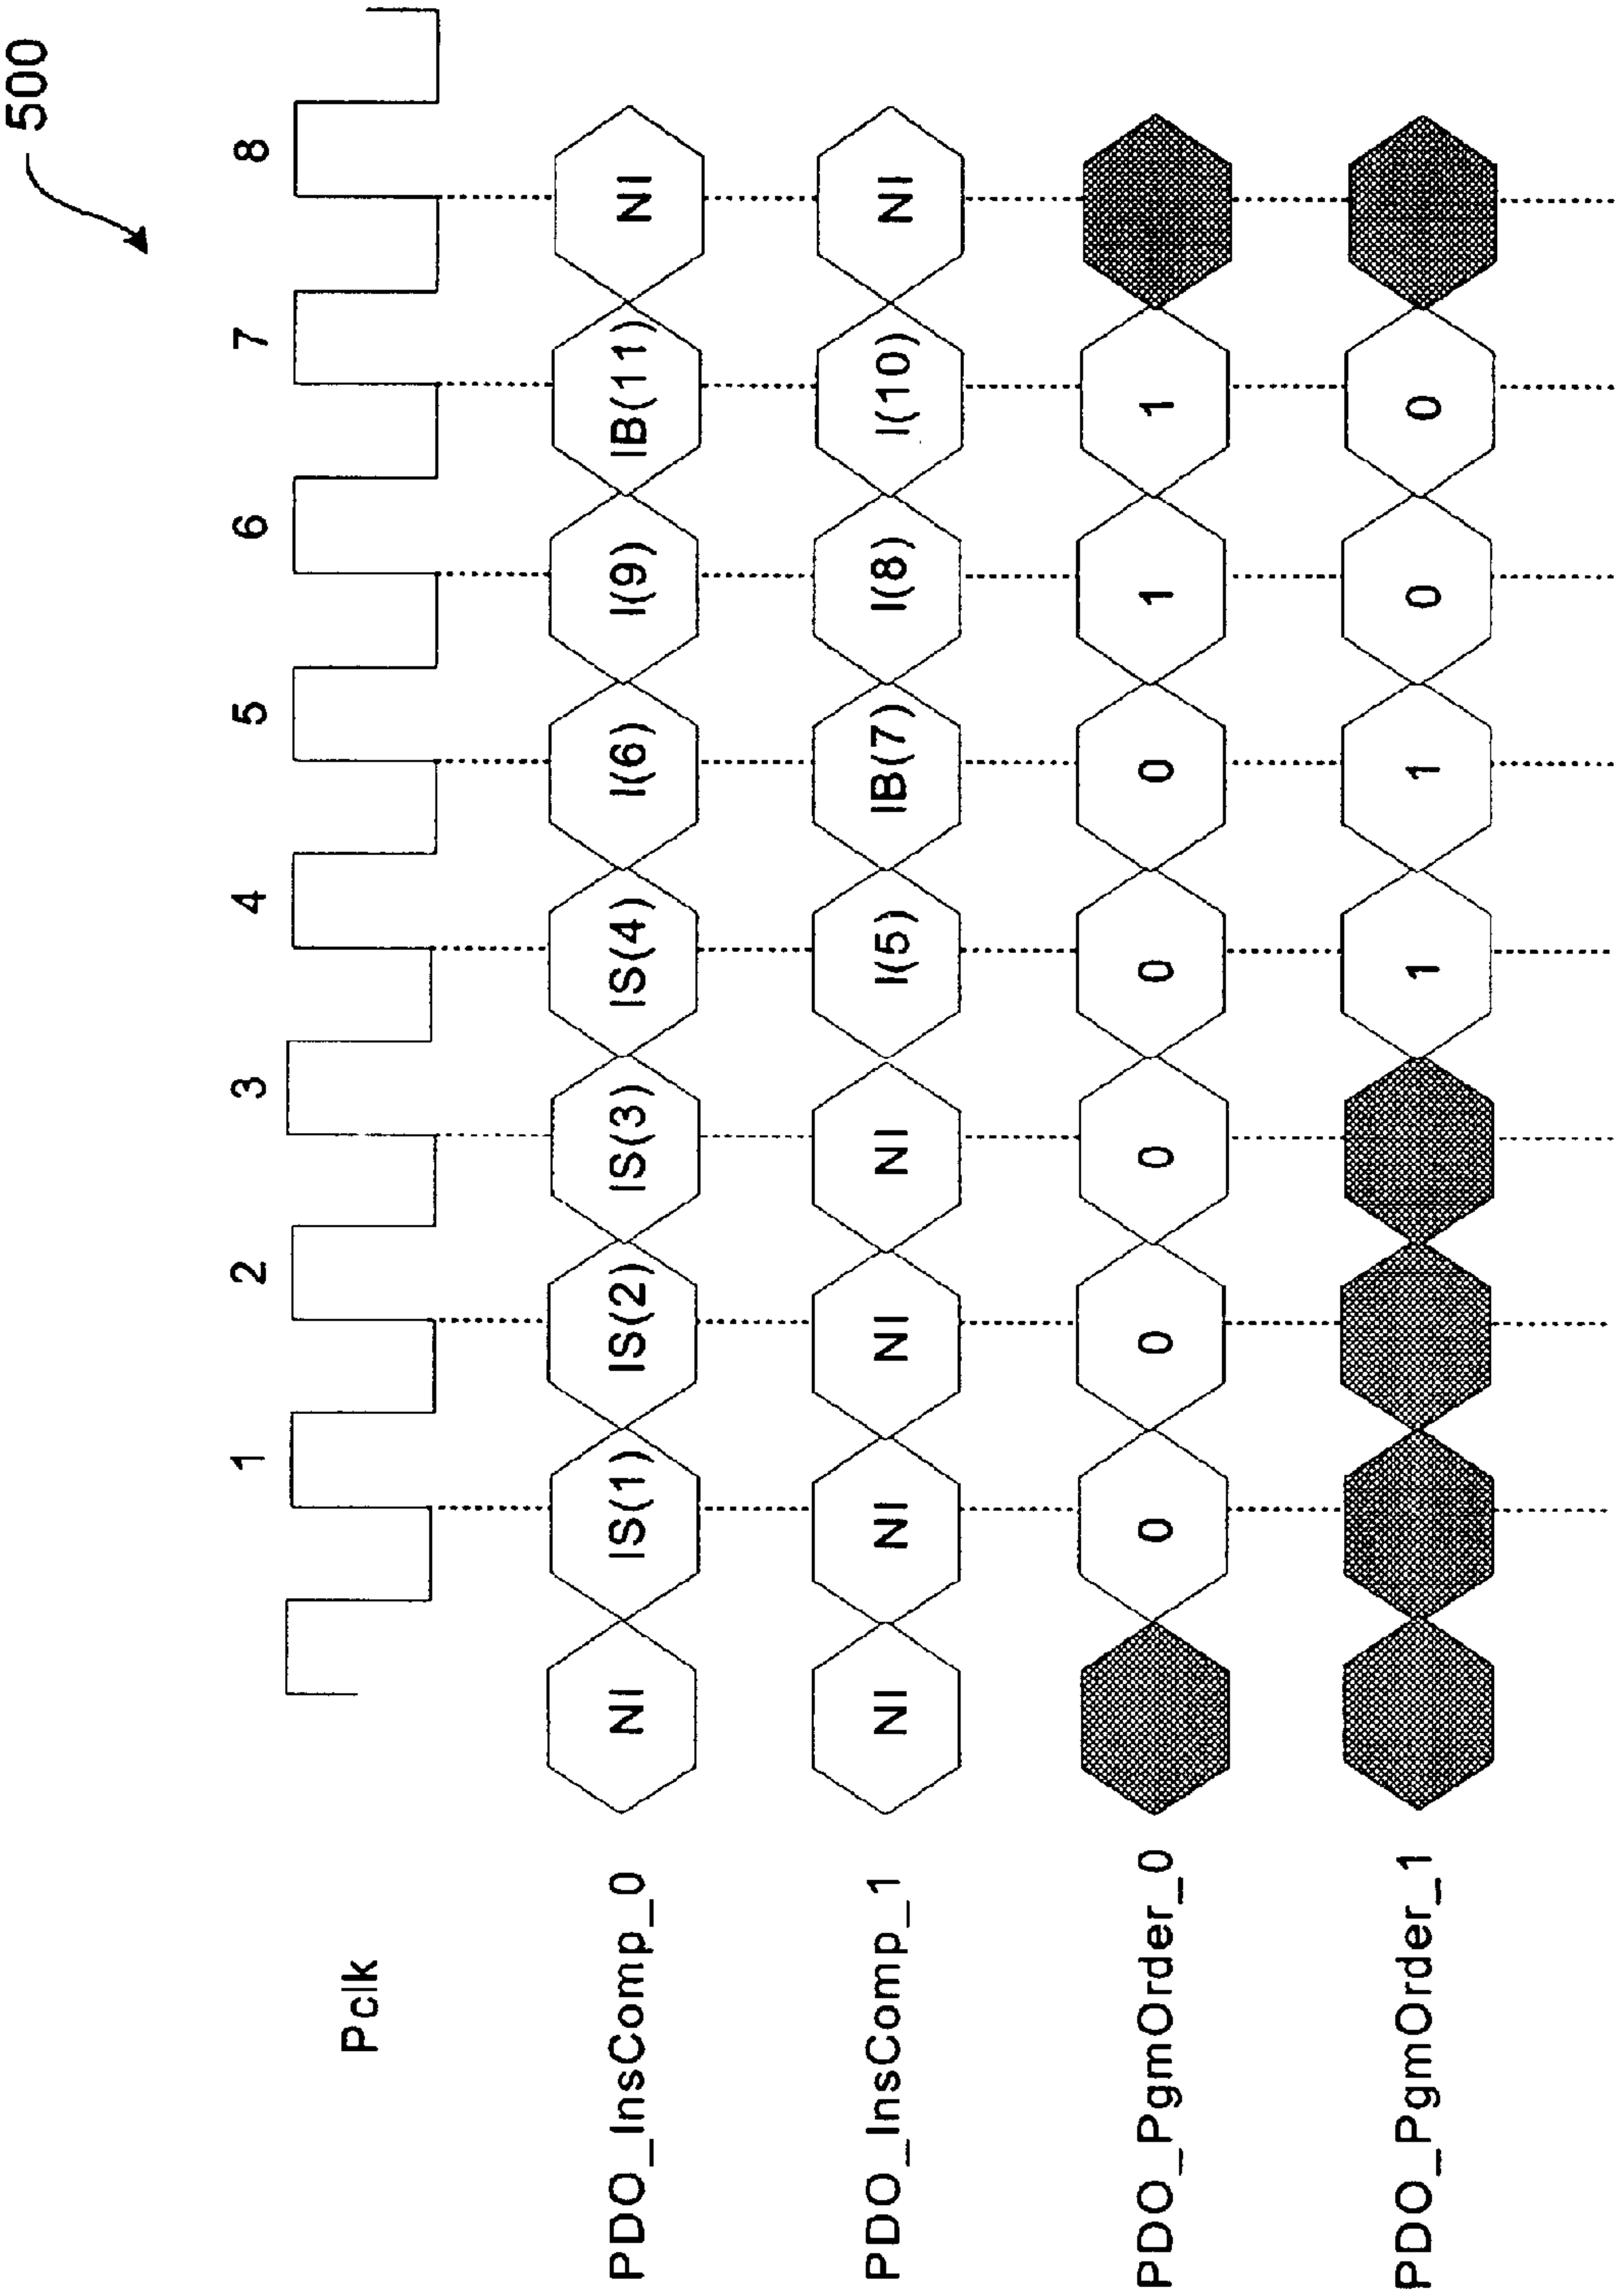 500
1 2 3 4 5 6 7 8
Pclk
PDO_InsComp_0 NI IS(1) IS(2) IS(3) IS(4) I(6) I(9) IB(11) NI
PDO_InsComp_1 NI NI NI NI I(5) IB(7) I(8) I(10) NI
PDO_PgmOrder_0 0 0 0 0 0 1 1
PDO_PgmOrder_1 1 1 0 0